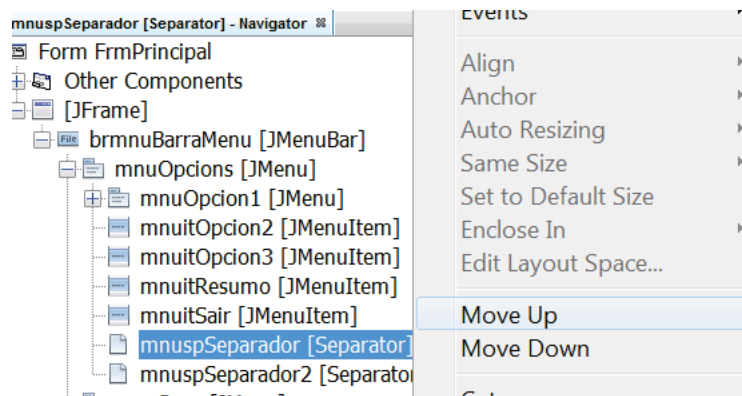 mnuspSeparador [Separator] - Navigator
Form FrmPrincipal
Other Components
[JFrame]
brmnuBarraMenu [JMenuBar]
mnuOpcions [JMenu]
mnuOpcion1 [JMenu]
mnuitOpcion2 [JMenuItem]
mnuitOpcion3 [JMenuItem]
mnuitResumo [JMenuItem]
mnuitSair [JMenuItem]
mnuspSeparador [Separator]
mnuspSeparador2 [Separator
Events
Align
Anchor
Auto Resizing
Same Size
Set to Default Size
Enclose In
Edit Layout Space...
Move Up
Move Down